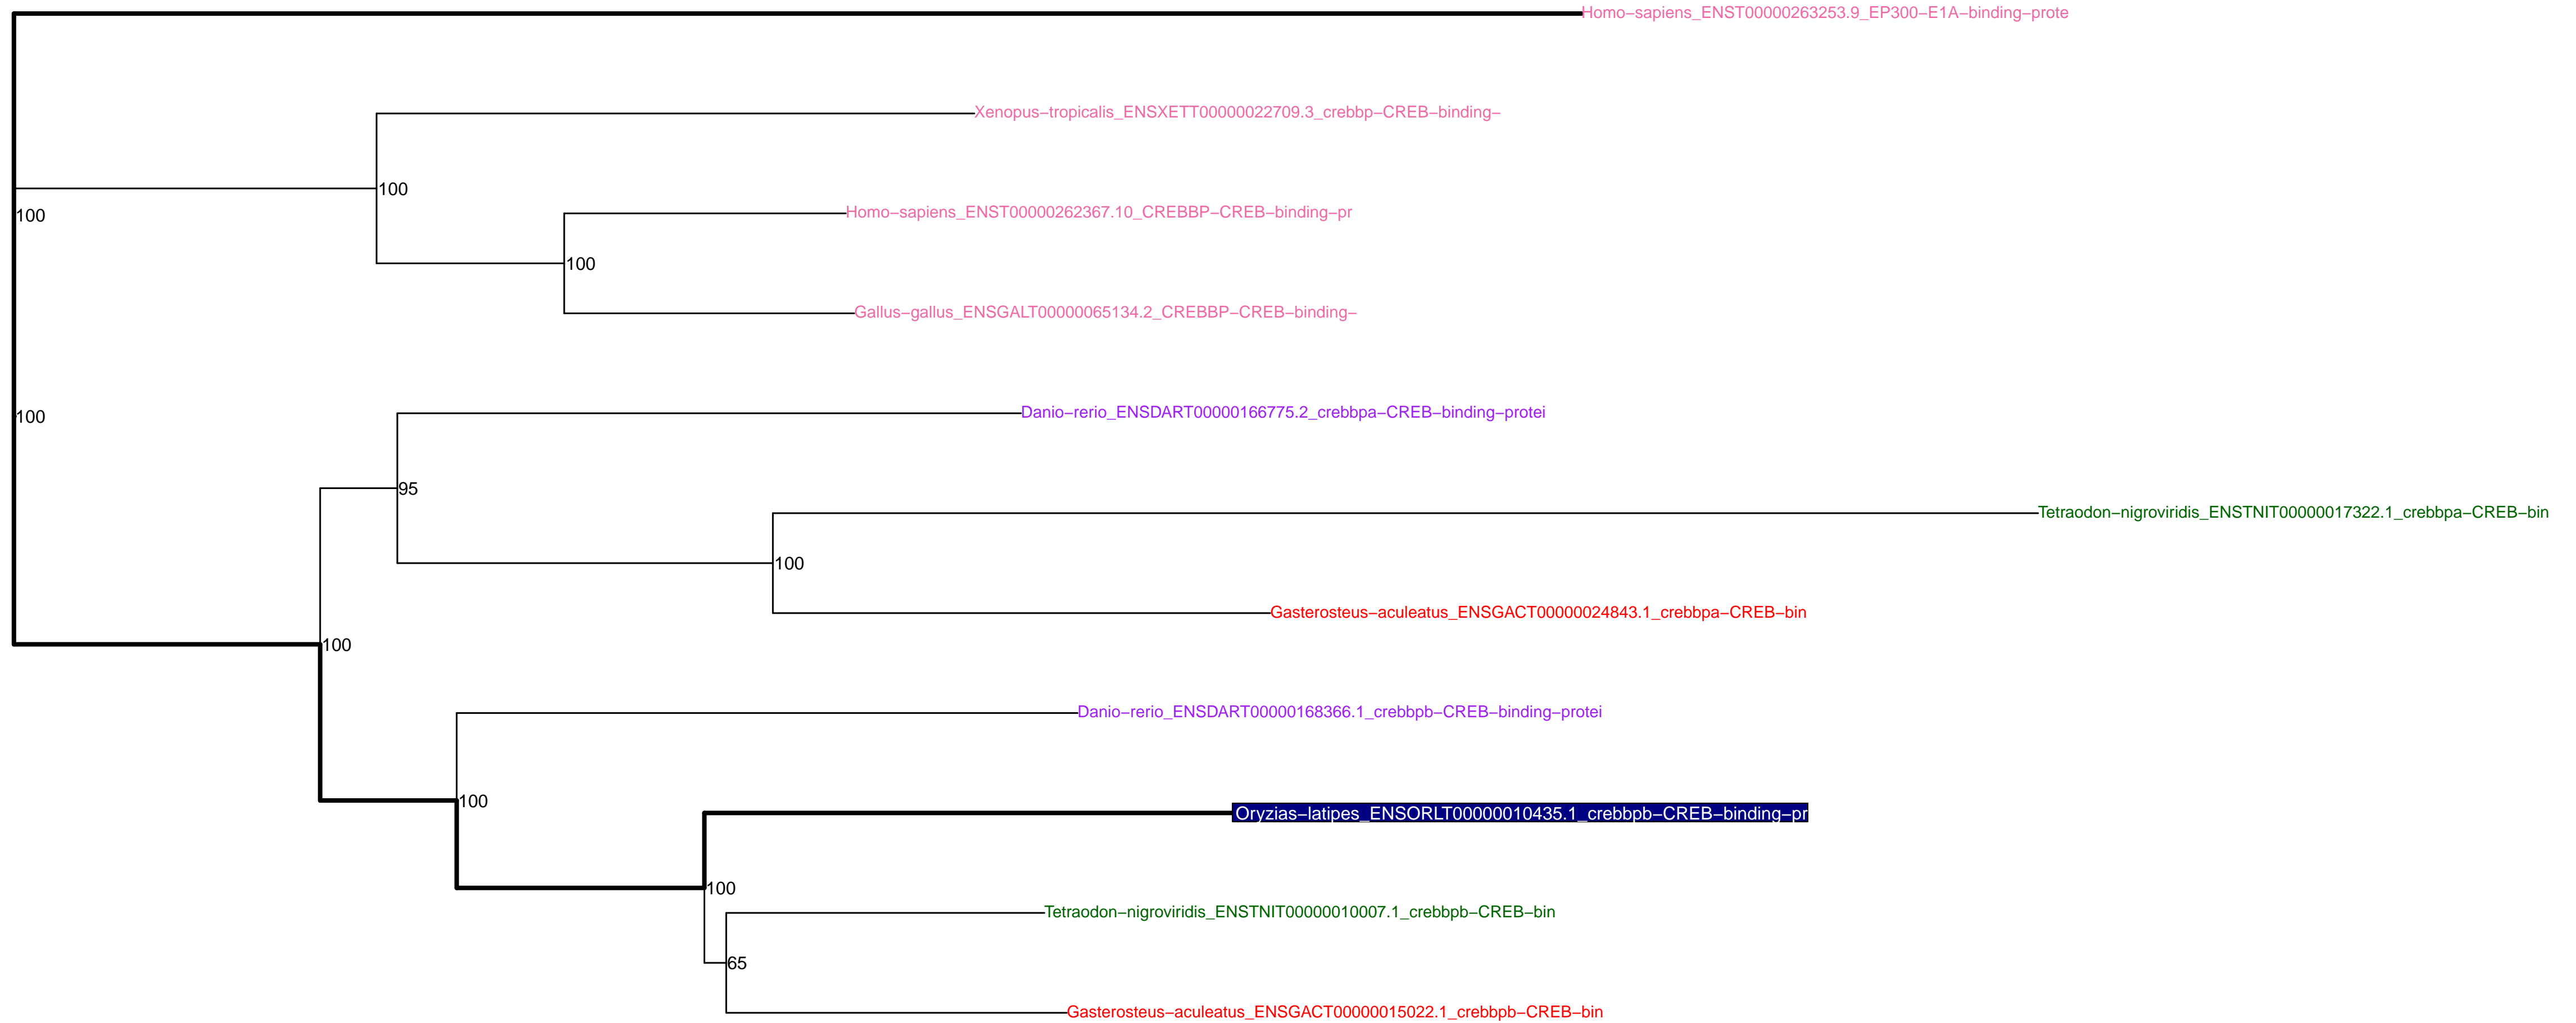 Homo-sapiens_ENST00000263253.9_EP300-E1A-binding-prote
Xenopus-tropicalis_ENSXETT00000022709.3_crebbp-CREB-binding-
100
100
Homo-sapiens_ENST00000262367.10_CREBBP-CREB-binding-pr
100
Gallus-gallus_ENSGALT00000065134.2_CREBBP-CREB-binding-
100
Danio-rerio_ENSDART00000166775.2_crebbpa-CREB-binding-protei
95
Tetraodon-nigroviridis_ENSTNIT00000017322.1_crebbpa-CREB-bin
100
Gasterosteus-aculeatus_ENSGACT00000024843.1_crebbpa-CREB-bin
100
Danio-rerio_ENSDART00000168366.1_crebbpb-CREB-binding-protei
100
Oryzias-latipes_ENSORLT00000010435.1_crebbpb-CREB-binding-pr
100
Tetraodon-nigroviridis_ENSTNIT00000010007.1_crebbpb-CREB-bin
65
Gasterosteus-aculeatus_ENSGACT00000015022.1_crebbpb-CREB-bin